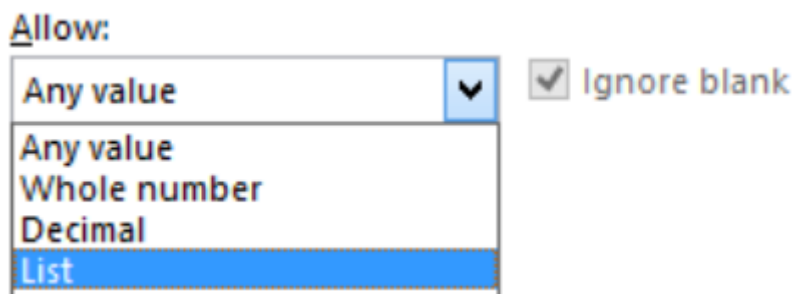 Allow:
Any value
Ignore blank
Any value
Whole number
Decimal
List